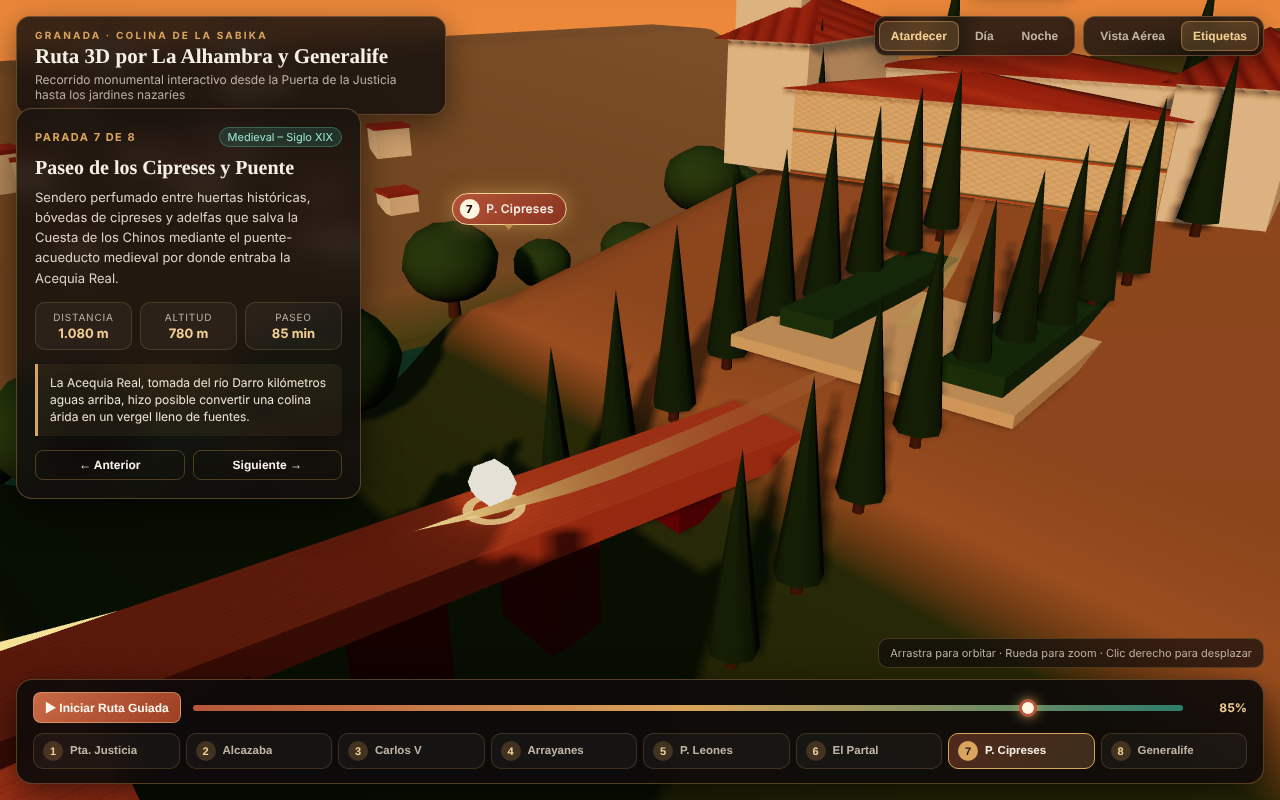 GRANADA · COLINA DE LA SABIKA
Ruta 3D por La Alhambra y Generalife
Recorrido monumental interactivo desde la Puerta de la Justicia
hasta los jardines nazaríes
Atardecer
Día
Noche
Vista Aérea
Etiquetas
PARADA 7 DE 8
Medieval – Siglo XIX
Paseo de los Cipreses y Puente
Sendero perfumado entre huertas históricas,
bóvedas de cipreses y adelfas que salva la
Cuesta de los Chinos mediante el puente-
acueducto medieval por donde entraba la
Acequia Real.
DISTANCIA
1.080 m
ALTITUD
780 m
PASEO
85 min
La Acequia Real, tomada del río Darro kilómetros
aguas arriba, hizo posible convertir una colina
árida en un vergel lleno de fuentes.
← Anterior
Siguiente →
7 P. Cipreses
Arrastra para orbitar · Rueda para zoom · Clic derecho para desplazar
▶ Iniciar Ruta Guiada
85%
1 Pta. Justicia
2 Alcazaba
3 Carlos V
4 Arrayanes
5 P. Leones
6 El Partal
7 P. Cipreses
8 Generalife